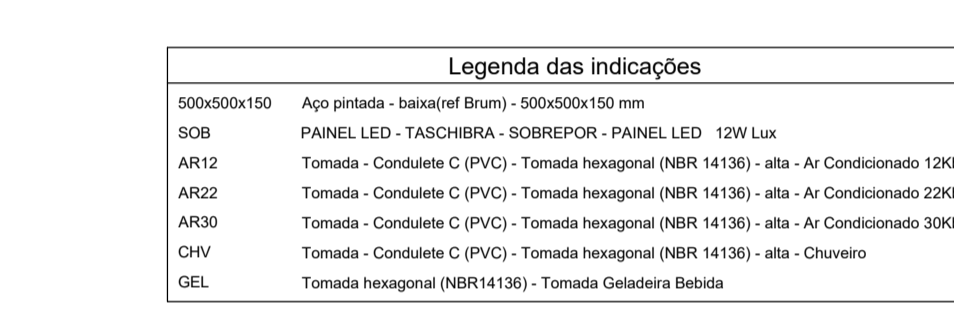 Legenda das indicações
500x500x150 Aço pintada - baixa(ref Brum) - 500x500x150 mm
SOB PAINEL LED - TASCHIBRA - SOBREPOR - PAINEL LED 12W Lux
AR12 Tomada - Condulete C (PVC) - Tomada hexagonal (NBR 14136) - alta - Ar Condicionado
AR22 Tomada - Condulete C (PVC) - Tomada hexagonal (NBR 14136) - alta - Ar Condicionado
AR30 Tomada - Condulete C (PVC) - Tomada hexagonal (NBR 14136) - alta - Ar Condicionado
CHV Tomada - Condulete C (PVC) - Tomada hexagonal (NBR 14136) - alta - Chuveiro
GEL Tomada hexagonal (NBR14136) - Tomada Geladeira Bebida